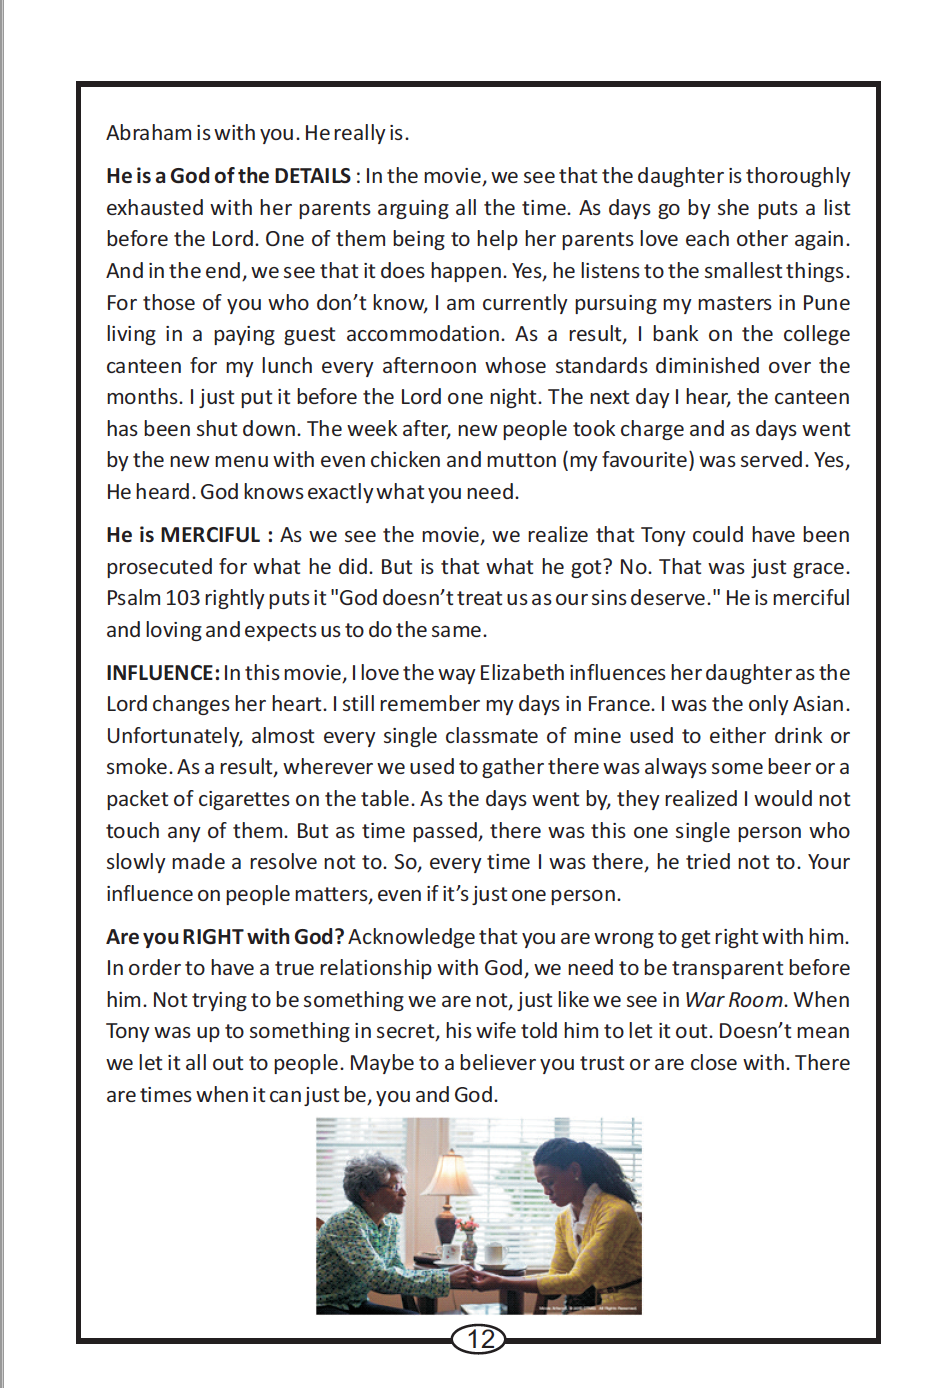 Abraham is with you. He really is.
He is a God of the DETAILS : In the movie, we see that the daughter is thoroughly
exhausted with her parents arguing all the time. As days go by she puts a list
before the Lord. One of them being to help her parents love each other again.
And in the end, we see that it does happen. Yes, he listens to the smallest things.
For those of you who don’t know, I am currently pursuing my masters in Pune
living in a paying guest accommodation. As a result, I bank on the college
canteen for my lunch every afternoon whose standards diminished over the
months. I just put it before the Lord one night. The next day I hear, the canteen
has been shut down. The week after, new people took charge and as days went
by the new menu with even chicken and mutton (my favourite) was served. Yes,
He heard. God knows exactly what you need.
He is MERCIFUL : As we see the movie, we realize that Tony could have been
prosecuted for what he did. But is that what he got? No. That was just grace.
Psalm 103 rightly puts it "God doesn’t treat us as our sins deserve." He is merciful
and loving and expects us to do the same.
INFLUENCE: In this movie, I love the way Elizabeth influences her daughter as the
Lord changes her heart. I still remember my days in France. I was the only Asian.
Unfortunately, almost every single classmate of mine used to either drink or
smoke. As a result, wherever we used to gather there was always some beer or a
packet of cigarettes on the table. As the days went by, they realized I would not
touch any of them. But as time passed, there was this one single person who
slowly made a resolve not to. So, every time I was there, he tried not to. Your
influence on people matters, even if it’s just one person.
Are you RIGHT with God? Acknowledge that you are wrong to get right with him.
In order to have a true relationship with God, we need to be transparent before
him. Not trying to be something we are not, just like we see in War Room. When
Tony was up to something in secret, his wife told him to let it out. Doesn’t mean
we let it all out to people. Maybe to a believer you trust or are close with. There
are times when it can just be, you and God.
All Rights Reserved
12